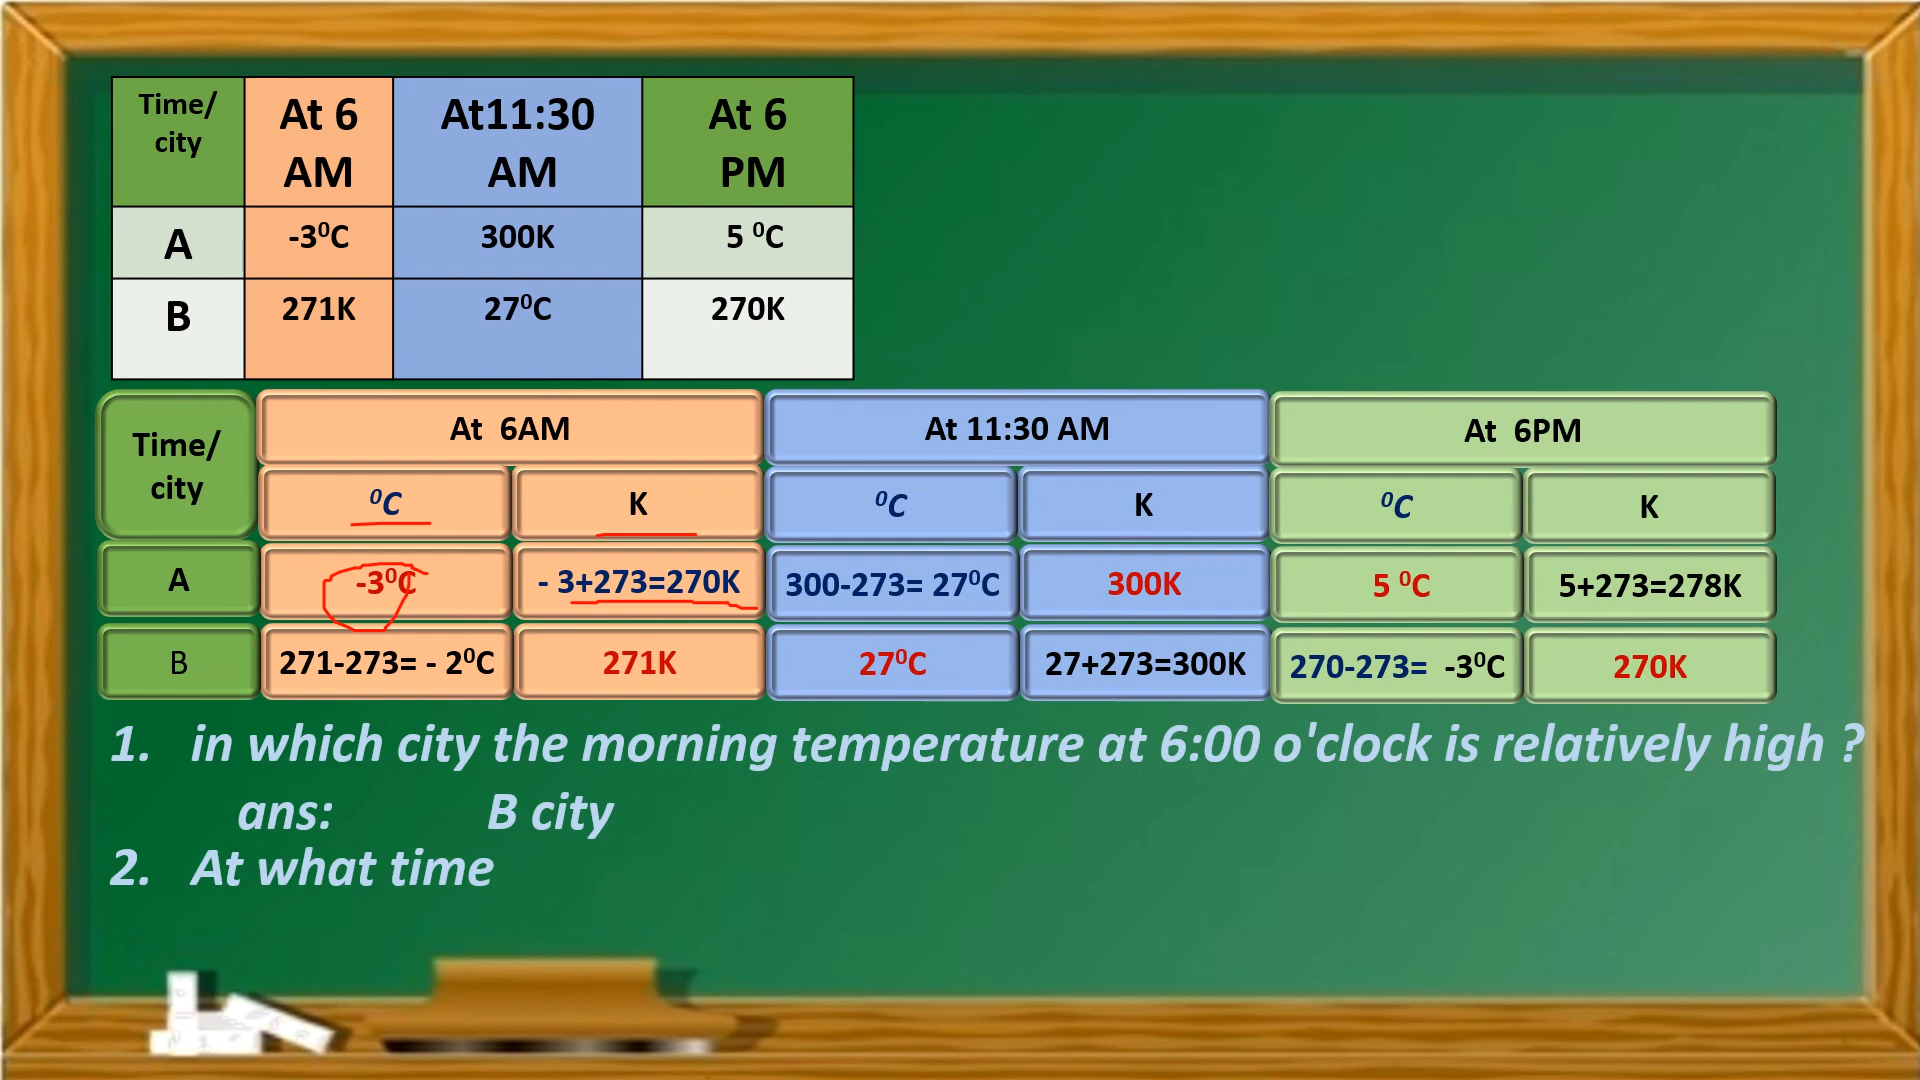 Time/ city At 6 AM At11:30 AM At 6 PM
A -3⁰C 300K 5 ⁰C
B 271K 27⁰C 270K
Time/ city At 6AM At 11:30 AM At 6PM
⁰C K ⁰C K ⁰C K
A -3⁰C - 3+273=270K 300-273= 27⁰C 300K 5 ⁰C 5+273=278K
B 271-273= - 2⁰C 271K 27⁰C 27+273=300K 270-273= -3⁰C 270K
1. in which city the morning temperature at 6:00 o'clock is relatively high ?
ans: B city
2. At what time